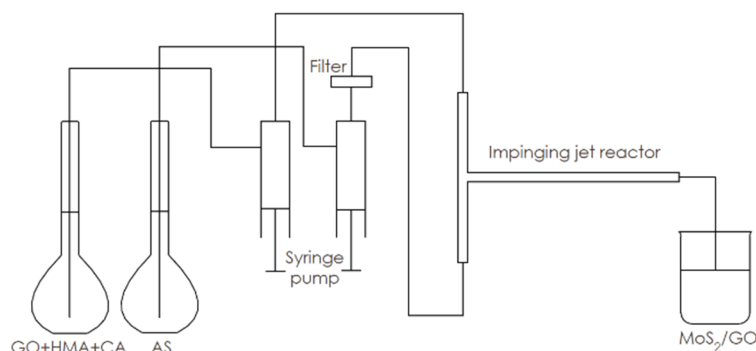 Filter
Impinging jet reactor
Syringe
pump
GO+HMA+CA
AS
MoS₂/GO